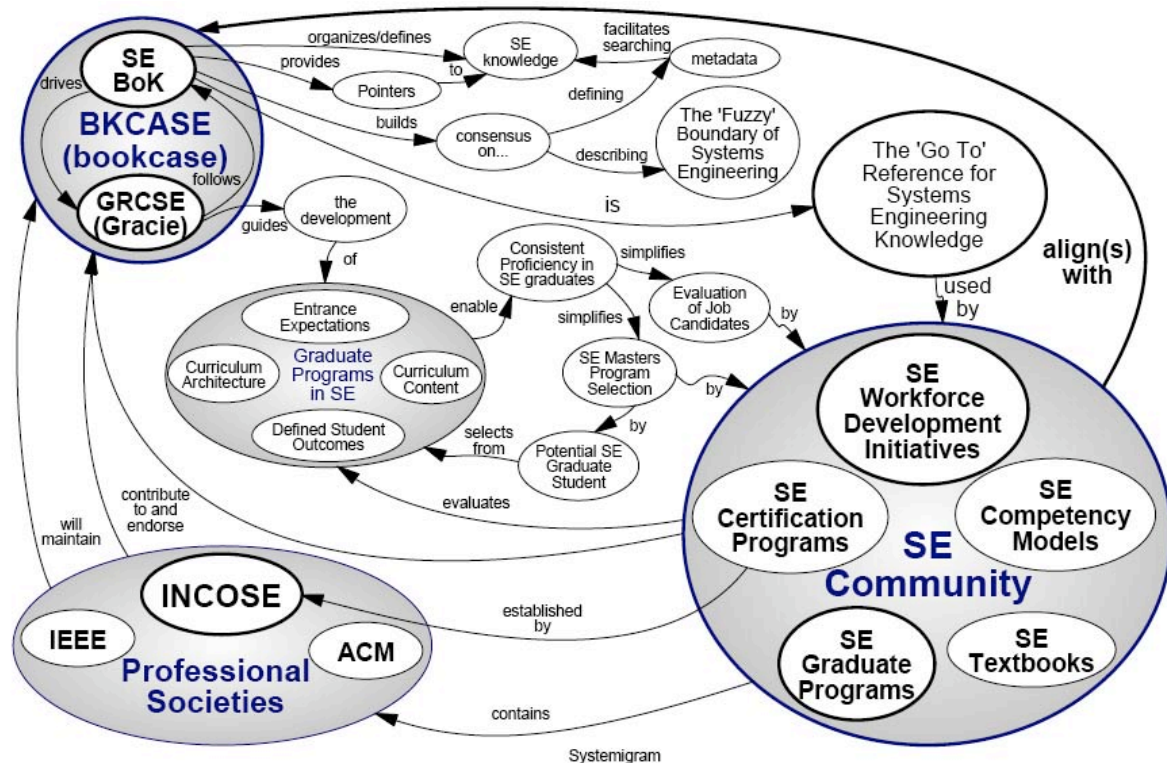 SE
BoK
drives
BKCASE
(bookcase)
follows
GRCSE
(Gracie)
organizes/defines
provides
Pointers
to
SE
knowledge
facilitates
searching
metadata
builds
consensus
on...
defining
describing
The 'Fuzzy'
Boundary of
Systems
Engineering
is
The 'Go To'
Reference for
Systems
Engineering
Knowledge
align(s)
with
used
by
guides
the
development
of
Entrance
Expectations
Curriculum
Architecture
Graduate
Programs
in SE
Curriculum
Content
Defined Student
Outcomes
enable
Consistent
Proficiency in
SE graduates
simplifies
Evaluation
of Job
Candidates
by
simplifies
SE Masters
Program
Selection
by
by
Potential SE
Graduate
Student
selects
from
evaluates
SE
Workforce
Development
Initiatives
SE
Certification
Programs
SE
Competency
Models
SE
Community
SE
Graduate
Programs
SE
Textbooks
will
maintain
contribute
to and
endorse
INCOSE
IEEE
ACM
Professional
Societies
established
by
contains
Systemigram